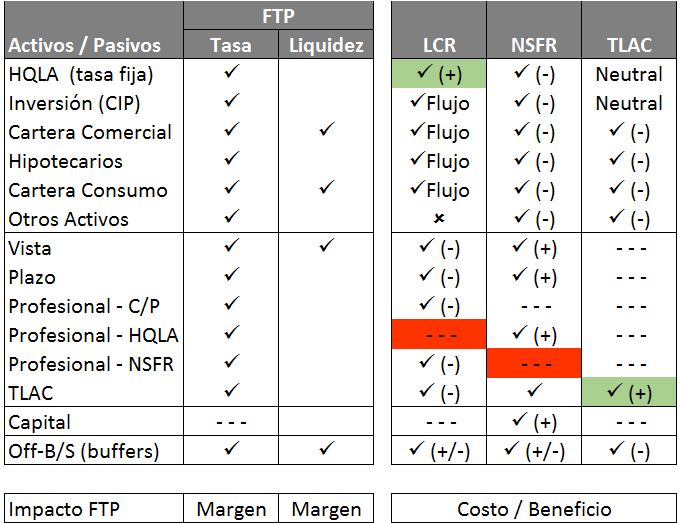 FTP
Activos / Pasivos Tasa Liquidez LCR NSFR TLAC
HQLA (tasa fija) ✓ ✓ (+) ✓ (-) Neutral
Inversión (CIP) ✓ ✓Flujo ✓ (-) Neutral
Cartera Comercial ✓ ✓ ✓Flujo ✓ (-) ✓ (-)
Hipotecarios ✓ ✓Flujo ✓ (-) ✓ (-)
Cartera Consumo ✓ ✓ ✓Flujo ✓ (-) ✓ (-)
Otros Activos ✓ ✗ ✓ (-) ✓ (-)
Vista ✓ ✓ ✓ (-) ✓ (+) - - -
Plazo ✓ ✓ (-) ✓ (+) - - -
Profesional - C/P ✓ ✓ (-) - - - - - -
Profesional - HQLA ✓ - - - ✓ (+) - - -
Profesional - NSFR ✓ ✓ (-) - - - - - -
TLAC ✓ ✓ (-) ✓ ✓ (+)
Capital - - - - - - ✓ (+) - - -
Off-B/S (buffers) ✓ ✓ ✓ (+/-) ✓ (+/-) ✓ (-)
Impacto FTP Margen Margen Costo / Beneficio